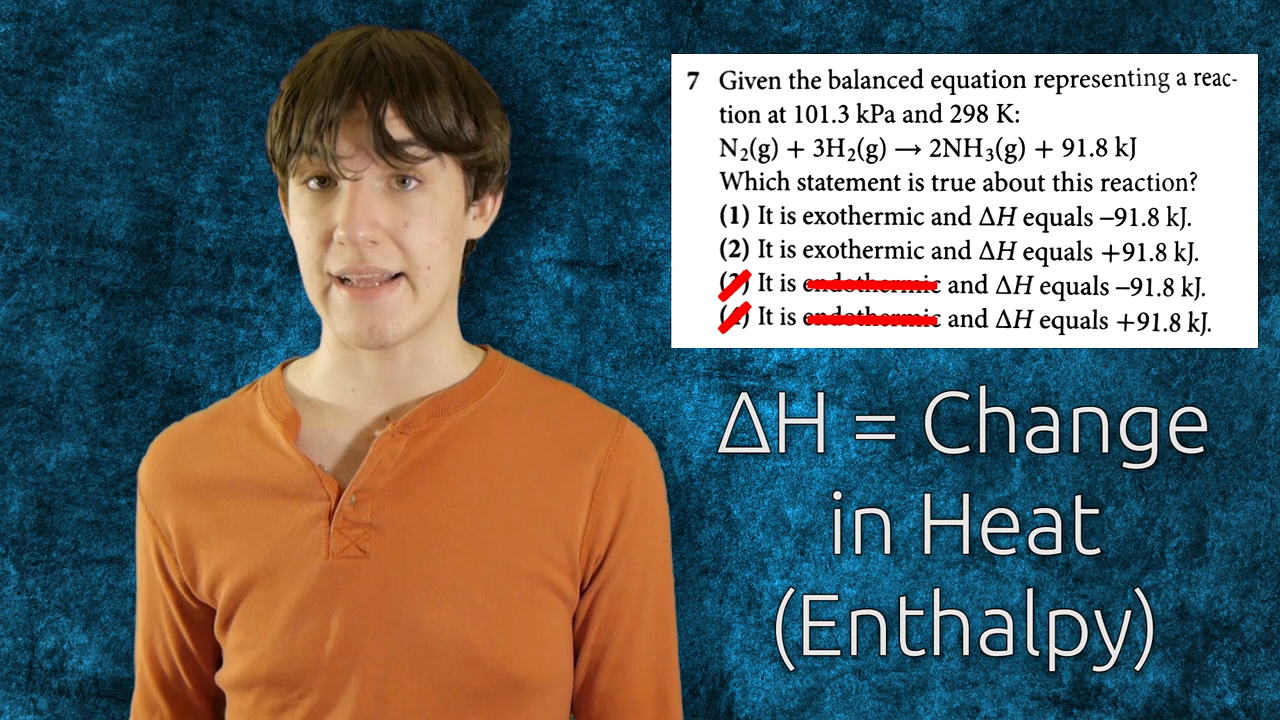 7 Given the balanced equation representing a reac-
tion at 101.3 kPa and 298 K:
N₂(g) + 3H₂(g) → 2NH₃(g) + 91.8 kJ
Which statement is true about this reaction?
(1) It is exothermic and ΔH equals –91.8 kJ.
(2) It is exothermic and ΔH equals +91.8 kJ.
(3) It is endothermic and ΔH equals –91.8 kJ.
(4) It is endothermic and ΔH equals +91.8 kJ.
ΔH = Change
in Heat
(Enthalpy)